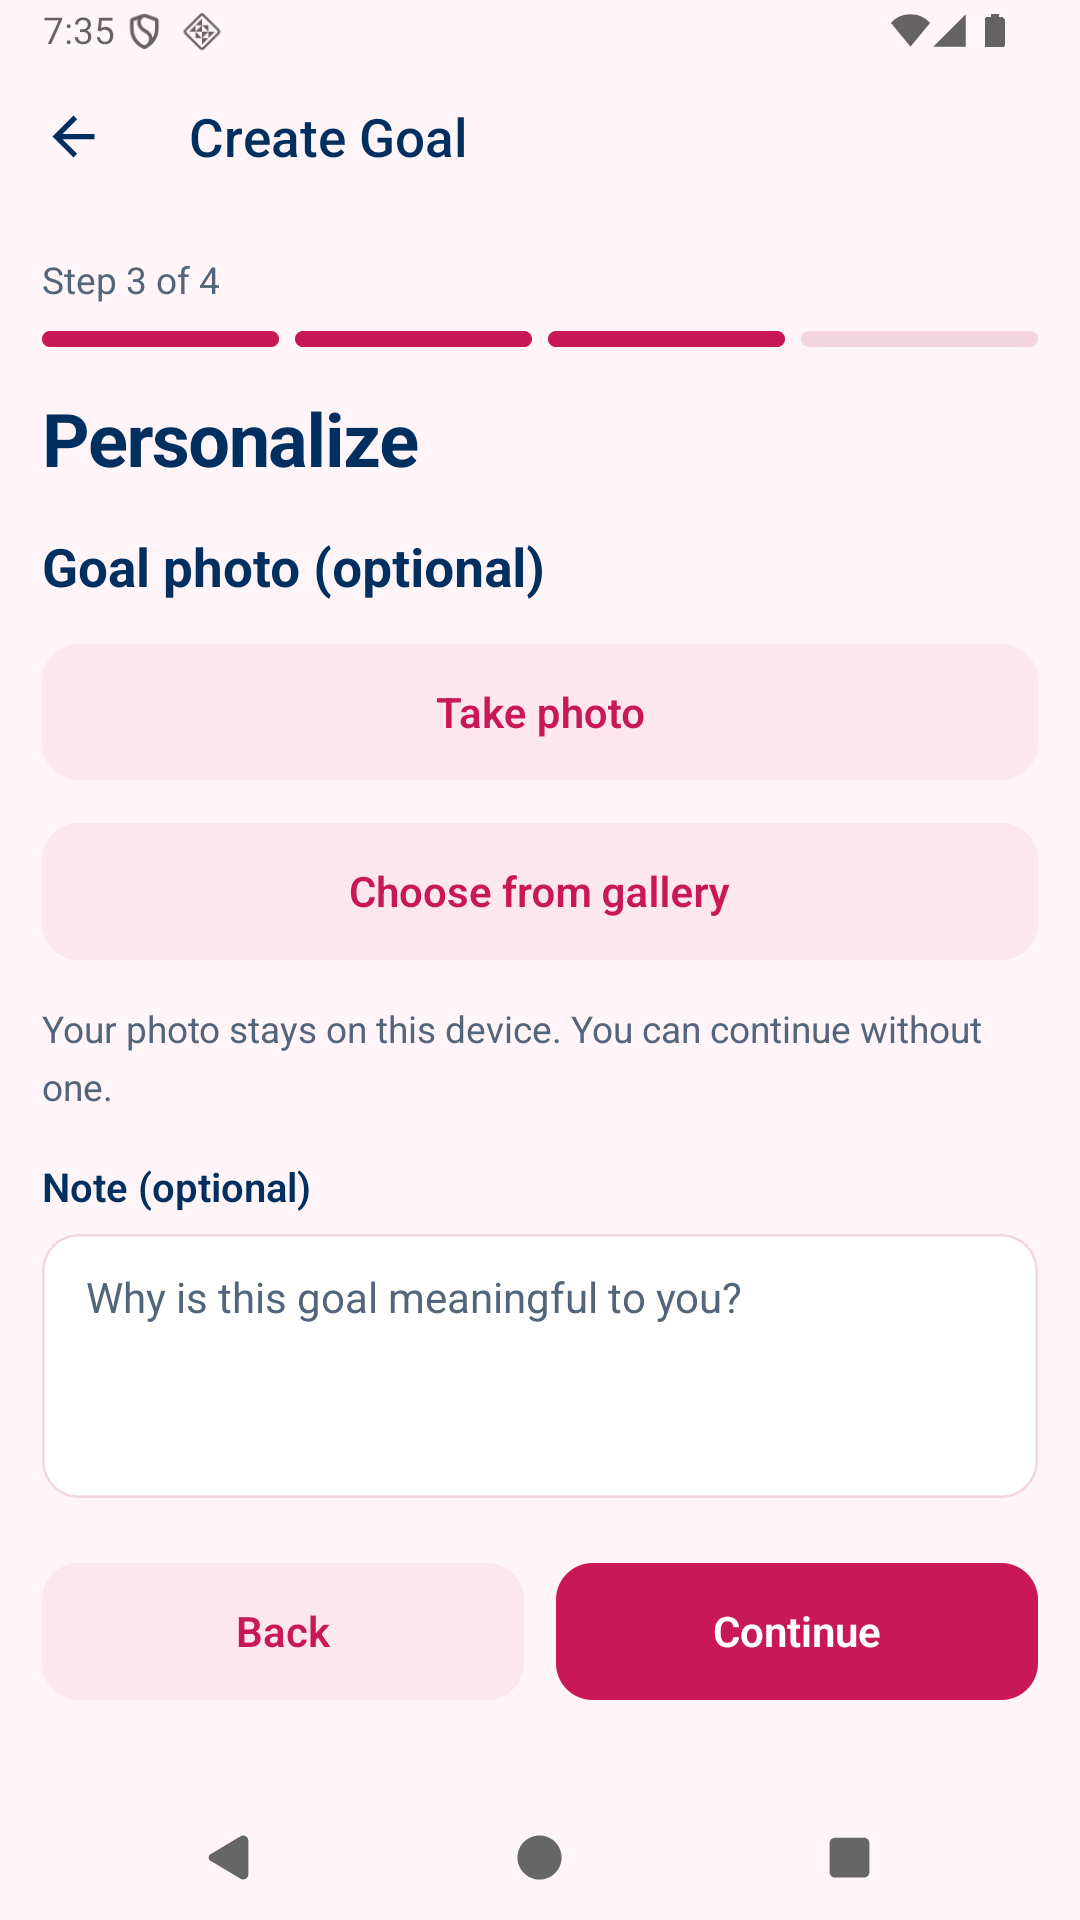 7:35
Create Goal
Step 3 of 4
Personalize
Goal photo (optional)
Take photo
Choose from gallery
Your photo stays on this device. You can continue without
one.
Note (optional)
Why is this goal meaningful to you?
Back
Continue